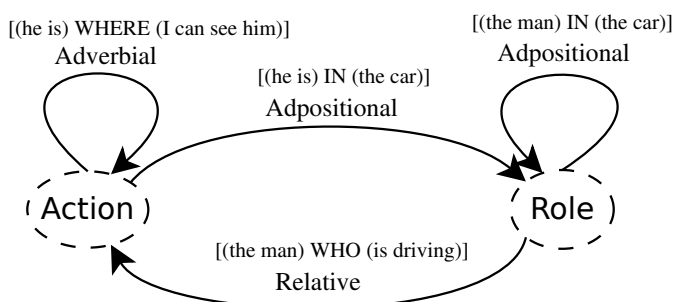 [(he is) WHERE (I can see him)]
Adverbial
[(the man) IN (the car)]
Adpositional
[(he is) IN (the car)]
Adpositional
Action
Role
[(the man) WHO (is driving)]
Relative